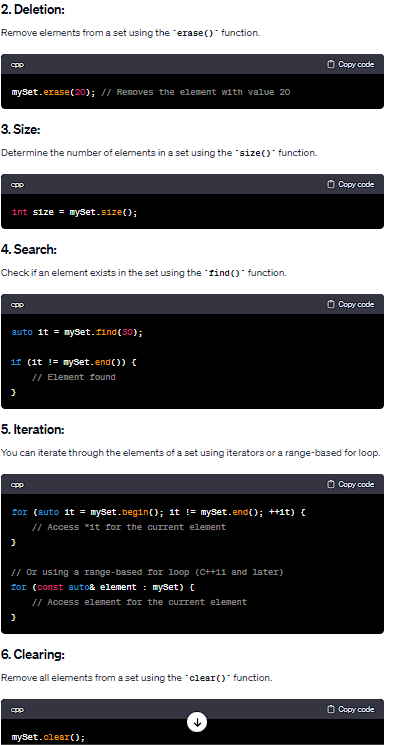 2. Deletion:
Remove elements from a set using the `erase()` function.
cpp Copy code
mySet.erase(20); // Removes the element with value 20
3. Size:
Determine the number of elements in a set using the `size()` function.
cpp Copy code
int size = mySet.size();
4. Search:
Check if an element exists in the set using the `find()` function.
cpp Copy code
auto it = mySet.find(30);
if (it != mySet.end()) {
    // Element found
}
5. Iteration:
You can iterate through the elements of a set using iterators or a range-based for loop.
cpp Copy code
for (auto it = mySet.begin(); it != mySet.end(); ++it) {
    // Access *it for the current element
}
// Or using a range-based for loop (C++11 and later)
for (const auto& element : mySet) {
    // Access element for the current element
}
6. Clearing:
Remove all elements from a set using the `clear()` function.
cpp Copy code
mySet.clear();